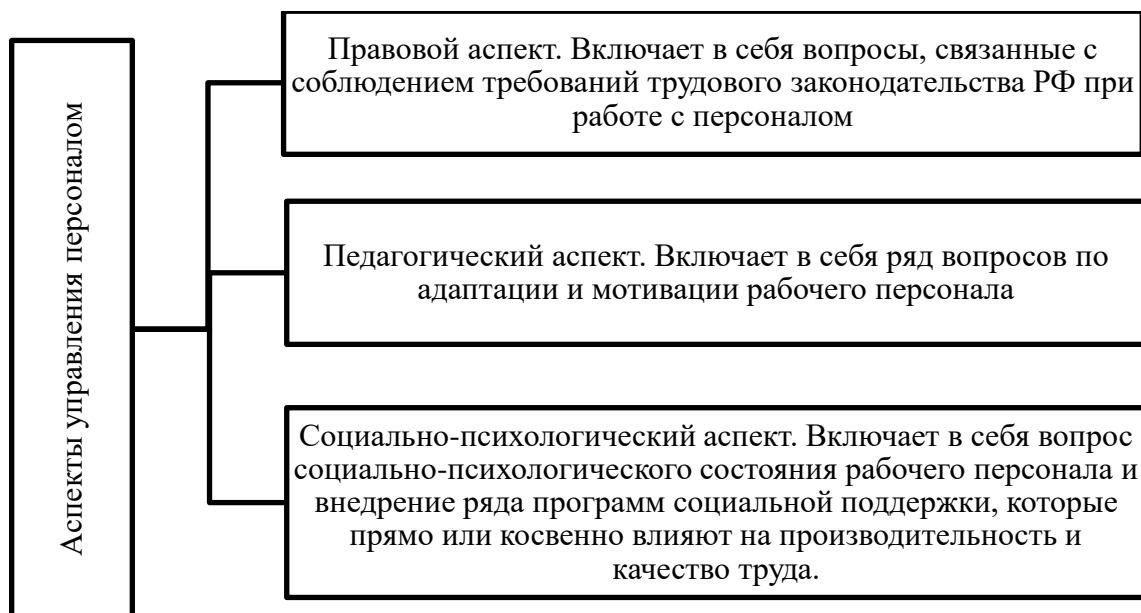 Аспекты управления персоналом
Правовой аспект. Включает в себя вопросы, связанные с
соблюдением требований трудового законодательства РФ при
работе с персоналом
Педагогический аспект. Включает в себя ряд вопросов по
адаптации и мотивации рабочего персонала
Социально-психологический аспект. Включает в себя вопрос
социально-психологического состояния рабочего персонала и
внедрение ряда программ социальной поддержки, которые
прямо или косвенно влияют на производительность и
качество труда.